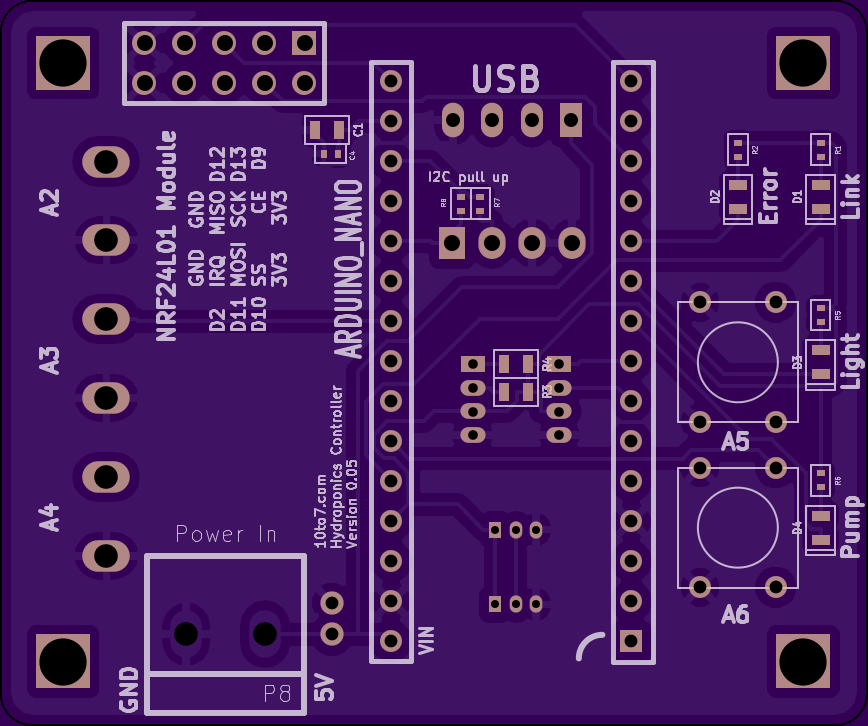 USB
C1
C4
R2
R1
I2C pull up
R8
R7
D2
Error
D1
Link
A2
NRF24L01 Module
GND GND
D2 IRQ MISO D12
D11 MOSI SCK D13
D10 SS CE D9
3V3 3V3
ARDUINO_NANO
A3
R5
D3
Light
R4
R3
A5
10to7.com
Hydroponics Controller
Version 0.05
A4
R6
D4
Pump
Power In
A6
VIN
GND
P8
5V